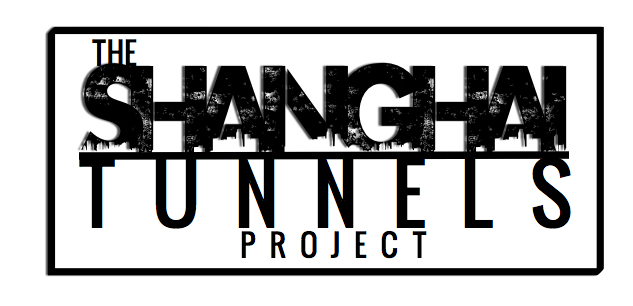 THE
SHANGHAI
TUNNELS
PROJECT